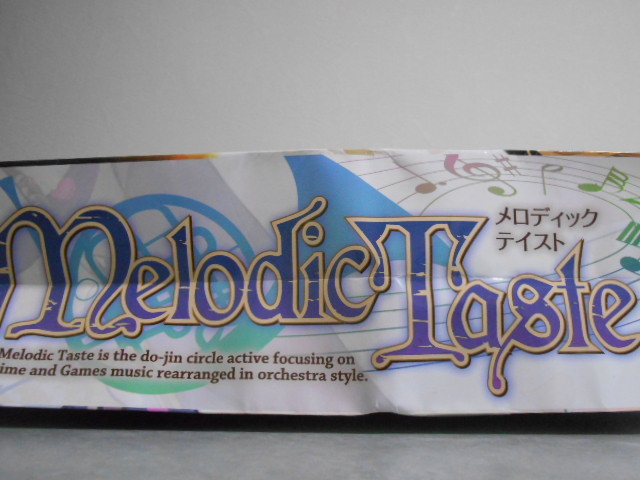 Melodic Taste
メロディック
テイスト
Melodic Taste is the do-jin circle active focusing on
ime and Games music rearranged in orchestra style.